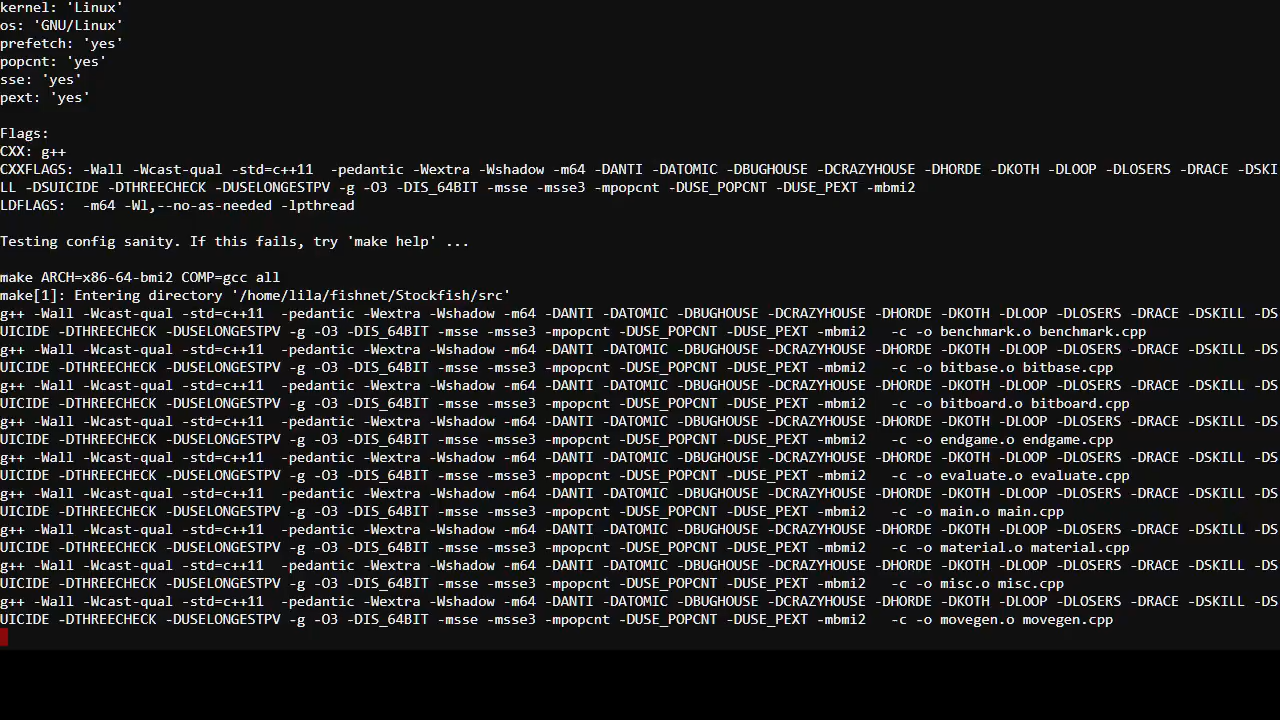 kernel: 'Linux'
os: 'GNU/Linux'
prefetch: 'yes'
popcnt: 'yes'
sse: 'yes'
pext: 'yes'
Flags:
CXX: g++
CXXFLAGS: -Wall -Wcast-qual -std=c++11  -pedantic -Wextra -Wshadow -m64 -DANTI -DATOMIC -DBUGHOUSE -DCRAZYHOUSE -DHORDE -DKOTH -DLOOP -DLOSERS -DRACE -DSKI
LL -DSUICIDE -DTHREECHECK -DUSELONGESTPV -g -O3 -DIS_64BIT -msse -msse3 -mpopcnt -DUSE_POPCNT -DUSE_PEXT -mbmi2
LDFLAGS:  -m64 -Wl,--no-as-needed -lpthread
Testing config sanity. If this fails, try 'make help' ...
make ARCH=x86-64-bmi2 COMP=gcc all
make[1]: Entering directory '/home/lila/fishnet/Stockfish/src'
g++ -Wall -Wcast-qual -std=c++11  -pedantic -Wextra -Wshadow -m64 -DANTI -DATOMIC -DBUGHOUSE -DCRAZYHOUSE -DHORDE -DKOTH -DLOOP -DLOSERS -DRACE -DSKILL -DS
UICIDE -DTHREECHECK -DUSELONGESTPV -g -O3 -DIS_64BIT -msse -msse3 -mpopcnt -DUSE_POPCNT -DUSE_PEXT -mbmi2   -c -o benchmark.o benchmark.cpp
g++ -Wall -Wcast-qual -std=c++11  -pedantic -Wextra -Wshadow -m64 -DANTI -DATOMIC -DBUGHOUSE -DCRAZYHOUSE -DHORDE -DKOTH -DLOOP -DLOSERS -DRACE -DSKILL -DS
UICIDE -DTHREECHECK -DUSELONGESTPV -g -O3 -DIS_64BIT -msse -msse3 -mpopcnt -DUSE_POPCNT -DUSE_PEXT -mbmi2   -c -o bitbase.o bitbase.cpp
g++ -Wall -Wcast-qual -std=c++11  -pedantic -Wextra -Wshadow -m64 -DANTI -DATOMIC -DBUGHOUSE -DCRAZYHOUSE -DHORDE -DKOTH -DLOOP -DLOSERS -DRACE -DSKILL -DS
UICIDE -DTHREECHECK -DUSELONGESTPV -g -O3 -DIS_64BIT -msse -msse3 -mpopcnt -DUSE_POPCNT -DUSE_PEXT -mbmi2   -c -o bitboard.o bitboard.cpp
g++ -Wall -Wcast-qual -std=c++11  -pedantic -Wextra -Wshadow -m64 -DANTI -DATOMIC -DBUGHOUSE -DCRAZYHOUSE -DHORDE -DKOTH -DLOOP -DLOSERS -DRACE -DSKILL -DS
UICIDE -DTHREECHECK -DUSELONGESTPV -g -O3 -DIS_64BIT -msse -msse3 -mpopcnt -DUSE_POPCNT -DUSE_PEXT -mbmi2   -c -o endgame.o endgame.cpp
g++ -Wall -Wcast-qual -std=c++11  -pedantic -Wextra -Wshadow -m64 -DANTI -DATOMIC -DBUGHOUSE -DCRAZYHOUSE -DHORDE -DKOTH -DLOOP -DLOSERS -DRACE -DSKILL -DS
UICIDE -DTHREECHECK -DUSELONGESTPV -g -O3 -DIS_64BIT -msse -msse3 -mpopcnt -DUSE_POPCNT -DUSE_PEXT -mbmi2   -c -o evaluate.o evaluate.cpp
g++ -Wall -Wcast-qual -std=c++11  -pedantic -Wextra -Wshadow -m64 -DANTI -DATOMIC -DBUGHOUSE -DCRAZYHOUSE -DHORDE -DKOTH -DLOOP -DLOSERS -DRACE -DSKILL -DS
UICIDE -DTHREECHECK -DUSELONGESTPV -g -O3 -DIS_64BIT -msse -msse3 -mpopcnt -DUSE_POPCNT -DUSE_PEXT -mbmi2   -c -o main.o main.cpp
g++ -Wall -Wcast-qual -std=c++11  -pedantic -Wextra -Wshadow -m64 -DANTI -DATOMIC -DBUGHOUSE -DCRAZYHOUSE -DHORDE -DKOTH -DLOOP -DLOSERS -DRACE -DSKILL -DS
UICIDE -DTHREECHECK -DUSELONGESTPV -g -O3 -DIS_64BIT -msse -msse3 -mpopcnt -DUSE_POPCNT -DUSE_PEXT -mbmi2   -c -o material.o material.cpp
g++ -Wall -Wcast-qual -std=c++11  -pedantic -Wextra -Wshadow -m64 -DANTI -DATOMIC -DBUGHOUSE -DCRAZYHOUSE -DHORDE -DKOTH -DLOOP -DLOSERS -DRACE -DSKILL -DS
UICIDE -DTHREECHECK -DUSELONGESTPV -g -O3 -DIS_64BIT -msse -msse3 -mpopcnt -DUSE_POPCNT -DUSE_PEXT -mbmi2   -c -o misc.o misc.cpp
g++ -Wall -Wcast-qual -std=c++11  -pedantic -Wextra -Wshadow -m64 -DANTI -DATOMIC -DBUGHOUSE -DCRAZYHOUSE -DHORDE -DKOTH -DLOOP -DLOSERS -DRACE -DSKILL -DS
UICIDE -DTHREECHECK -DUSELONGESTPV -g -O3 -DIS_64BIT -msse -msse3 -mpopcnt -DUSE_POPCNT -DUSE_PEXT -mbmi2   -c -o movegen.o movegen.cpp